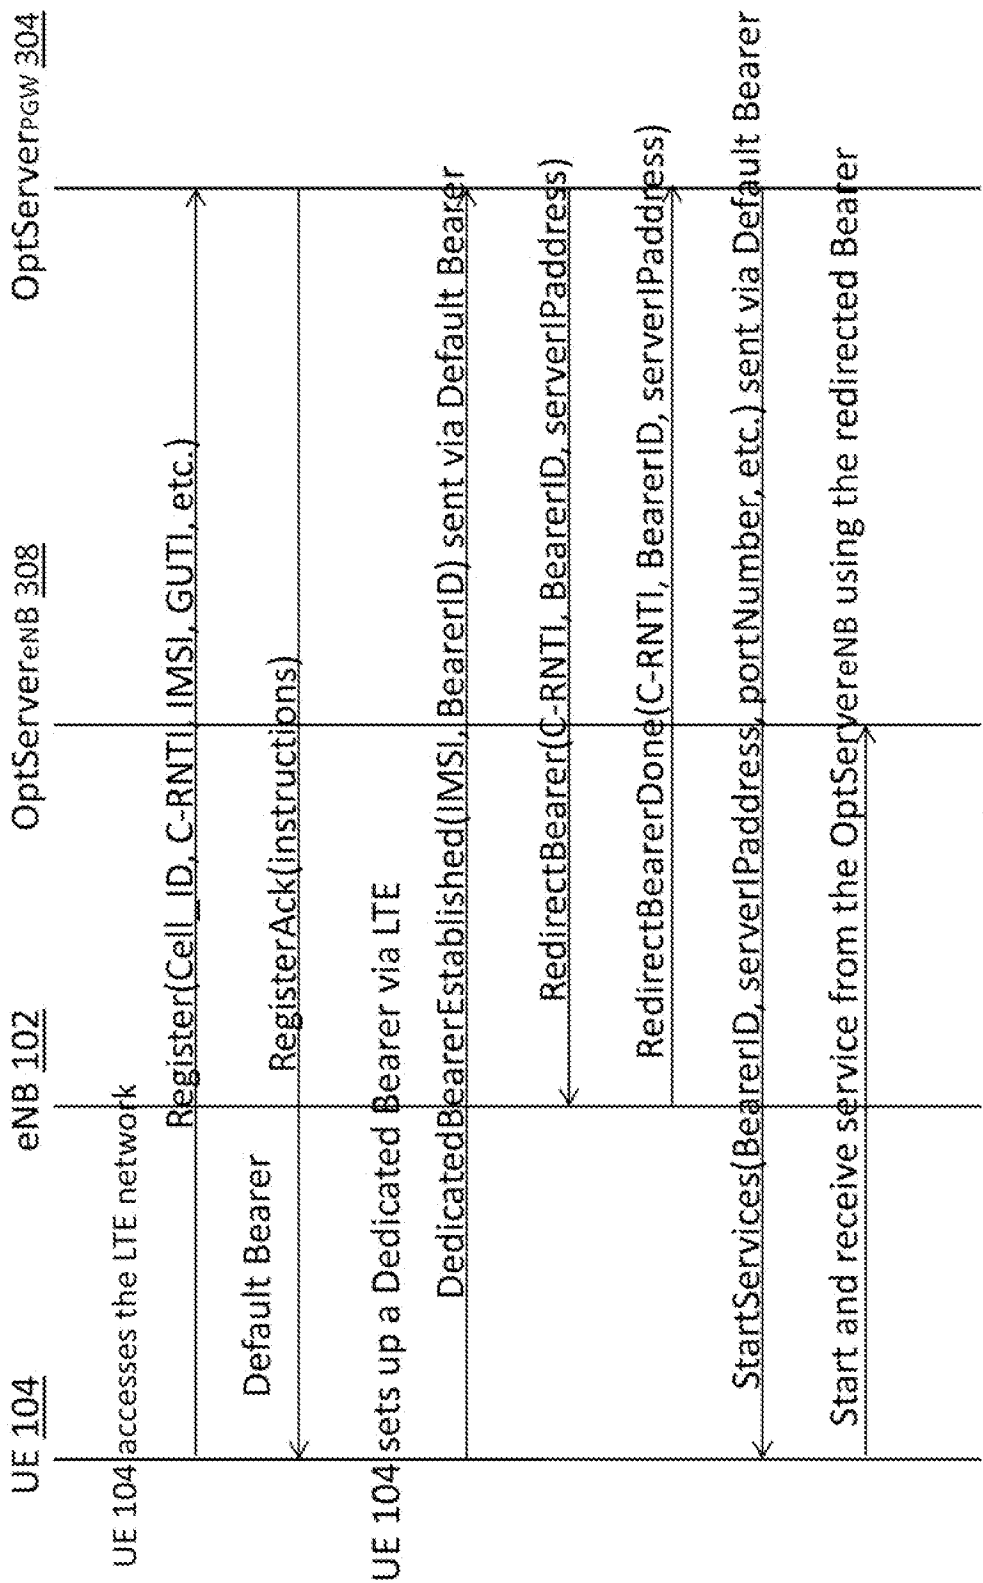 UE 104
eNB 102
OptServereNB 308
OptServerPGW 304
UE 104 accesses the LTE network
Register(Cell_ID, C-RNTI, IMSI, GUTI, etc.)
Default Bearer
RegisterAck(instructions)
UE 104 sets up a Dedicated Bearer via LTE
DedicatedBearerEstablished(IMSI, BearerID) sent via Default Bearer
RedirectBearer(C-RNTI, BearerID, serverIPaddress)
RedirectBearerDone(C-RNTI, BearerID, serverIPaddress)
StartServices(BearerID, serverIPaddress, portNumber, etc.) sent via Default Bearer
Start and receive service from the OptServereNB using the redirected Bearer